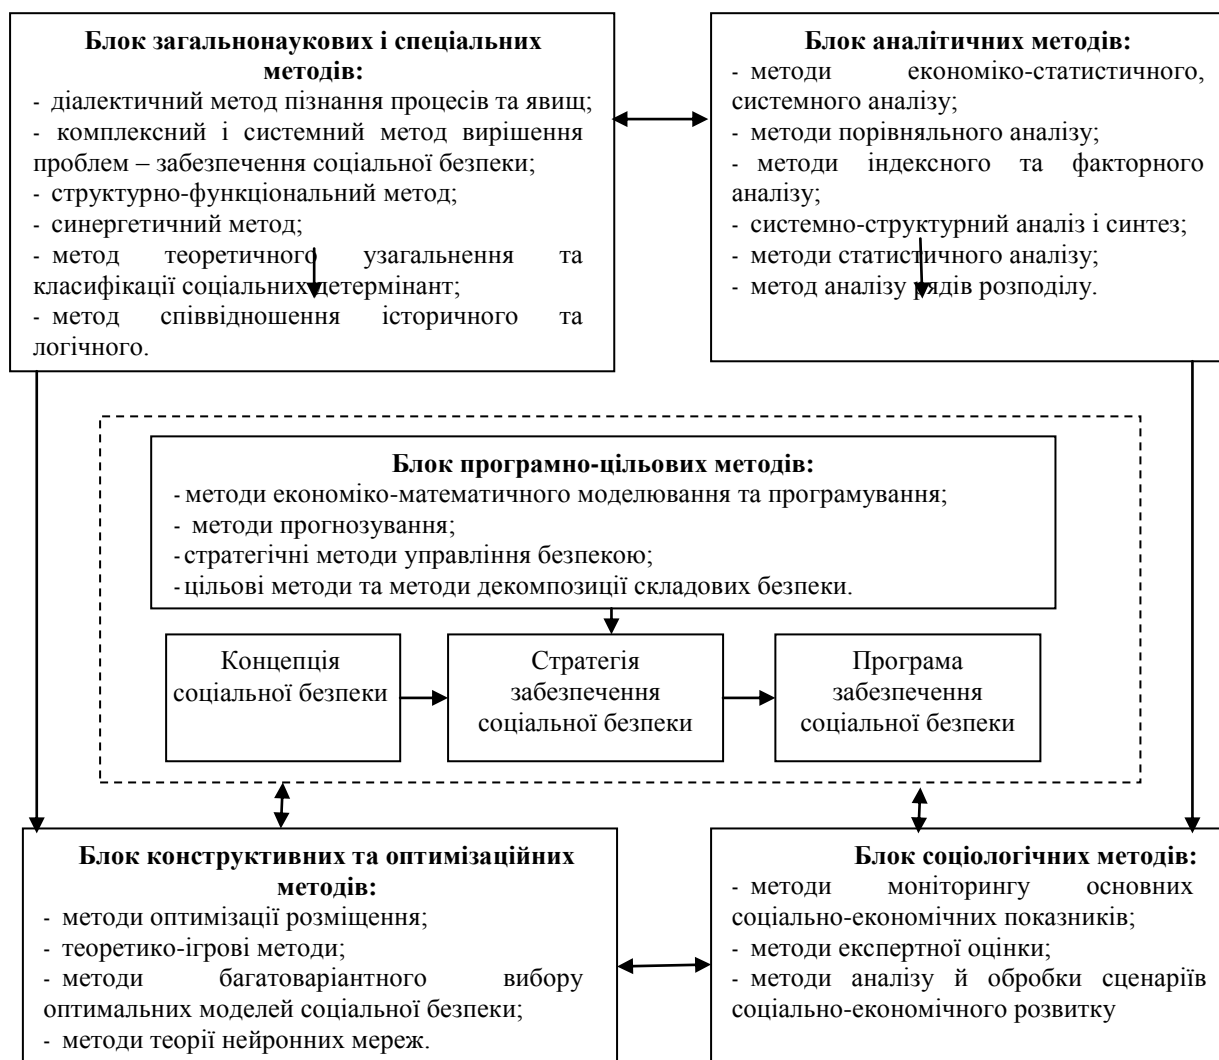 Блок загальнонаукових і спеціальних
методів:
- діалектичний метод пізнання процесів та явищ;
- комплексний і системний метод вирішення
проблем – забезпечення соціальної безпеки;
- структурно-функціональний метод;
- синергетичний метод;
- метод теоретичного узагальнення та
класифікації соціальних детермінант;
- метод співвідношення історичного та
логічного.
Блок аналітичних методів:
- методи економіко-статистичного,
системного аналізу;
- методи порівняльного аналізу;
- методи індексного та факторного
аналізу;
- системно-структурний аналіз і синтез;
- методи статистичного аналізу;
- метод аналізу рядів розподілу.
Блок програмно-цільових методів:
- методи економіко-математичного моделювання та програмування;
- методи прогнозування;
- стратегічні методи управління безпекою;
- цільові методи та методи декомпозиції складових безпеки.
Концепція
соціальної безпеки
Стратегія
забезпечення
соціальної безпеки
Програма
забезпечення
соціальної безпеки
Блок конструктивних та оптимізаційних
методів:
- методи оптимізації розміщення;
- теоретико-ігрові методи;
- методи багатоваріантного вибору
оптимальних моделей соціальної безпеки;
- методи теорії нейронних мереж.
Блок соціологічних методів:
- методи моніторингу основних
соціально-економічних показників;
- методи експертної оцінки;
- методи аналізу й обробки сценаріїв
соціально-економічного розвитку